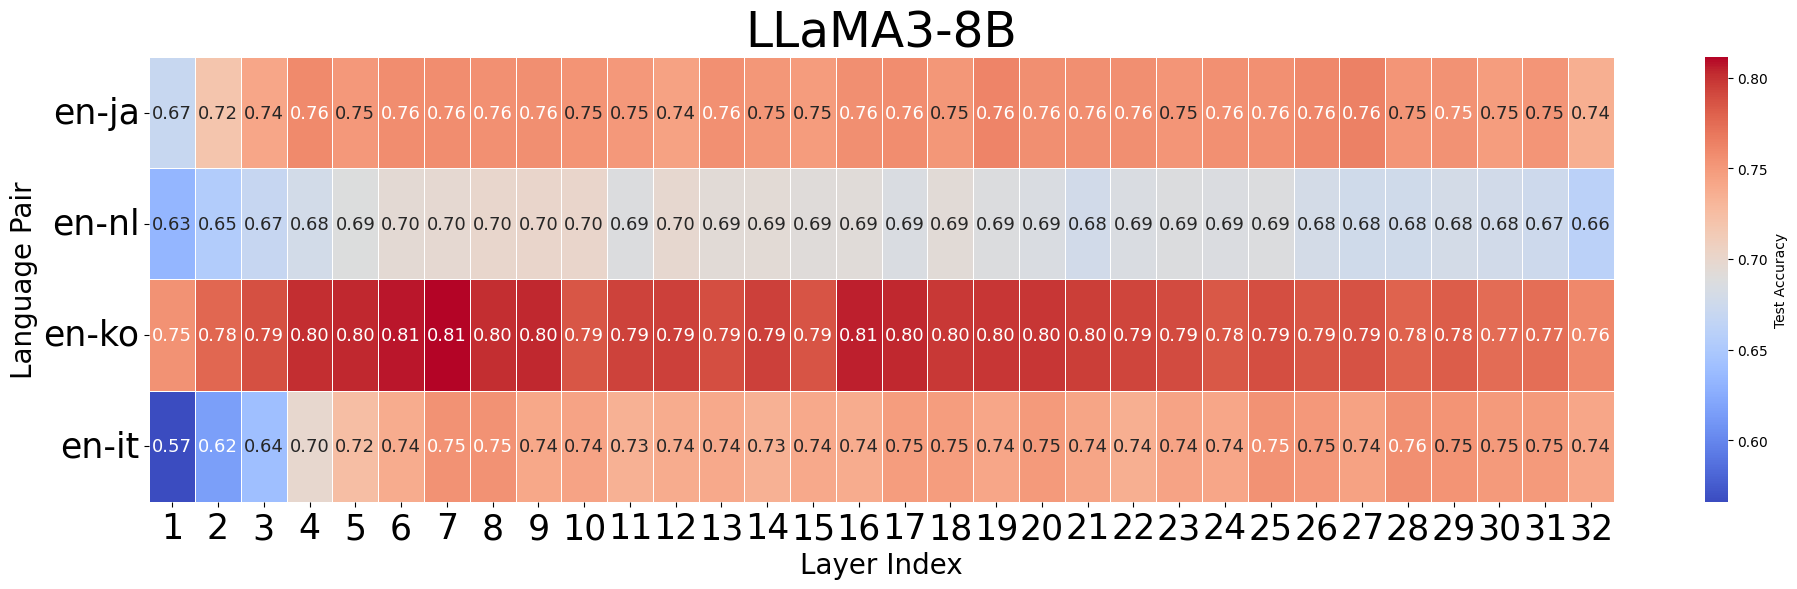 LLaMA3-8B
Language Pair
en-ja 0.67 0.72 0.74 0.76 0.75 0.76 0.76 0.76 0.76 0.75 0.75 0.74 0.76 0.75 0.75 0.76 0.76 0.75 0.76 0.76 0.76 0.76 0.75 0.76 0.76 0.76 0.76 0.75 0.75 0.75 0.75 0.74
en-nl 0.63 0.65 0.67 0.68 0.69 0.70 0.70 0.70 0.70 0.70 0.69 0.70 0.69 0.69 0.69 0.69 0.69 0.69 0.69 0.69 0.68 0.69 0.69 0.69 0.69 0.68 0.68 0.68 0.68 0.68 0.67 0.66
en-ko 0.75 0.78 0.79 0.80 0.80 0.81 0.81 0.80 0.80 0.79 0.79 0.79 0.79 0.79 0.79 0.81 0.80 0.80 0.80 0.80 0.80 0.79 0.79 0.78 0.79 0.79 0.79 0.78 0.78 0.77 0.77 0.76
en-it 0.57 0.62 0.64 0.70 0.72 0.74 0.75 0.75 0.74 0.74 0.73 0.74 0.74 0.73 0.74 0.74 0.75 0.75 0.74 0.75 0.74 0.74 0.74 0.74 0.75 0.75 0.74 0.76 0.75 0.75 0.75 0.74
1 2 3 4 5 6 7 8 9 10 11 12 13 14 15 16 17 18 19 20 21 22 23 24 25 26 27 28 29 30 31 32
Layer Index
0.80
0.75
0.70
0.65
0.60
Test Accuracy